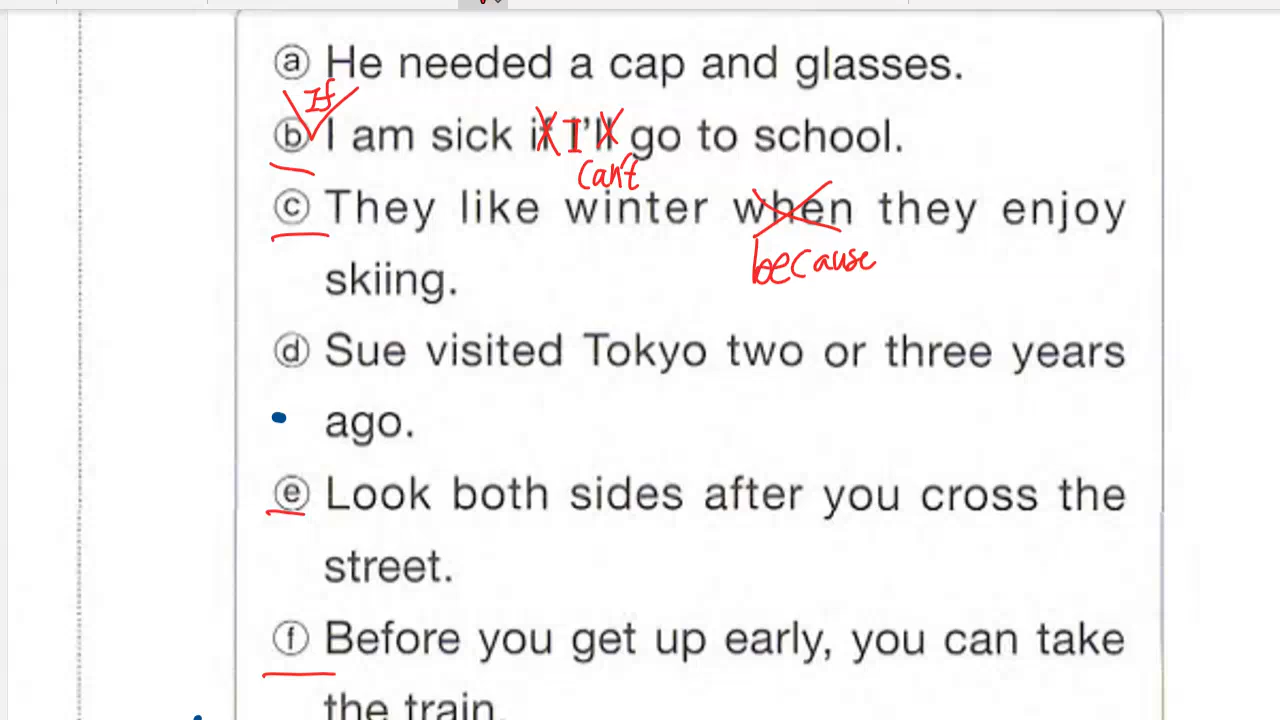 ⓐ He needed a cap and glasses.
If
ⓑ I am sick if I'll go to school.
can't
ⓒ They like winter when they enjoy
because
skiing.
ⓓ Sue visited Tokyo two or three years
ago.
ⓔ Look both sides after you cross the
street.
ⓕ Before you get up early, you can take
the train.